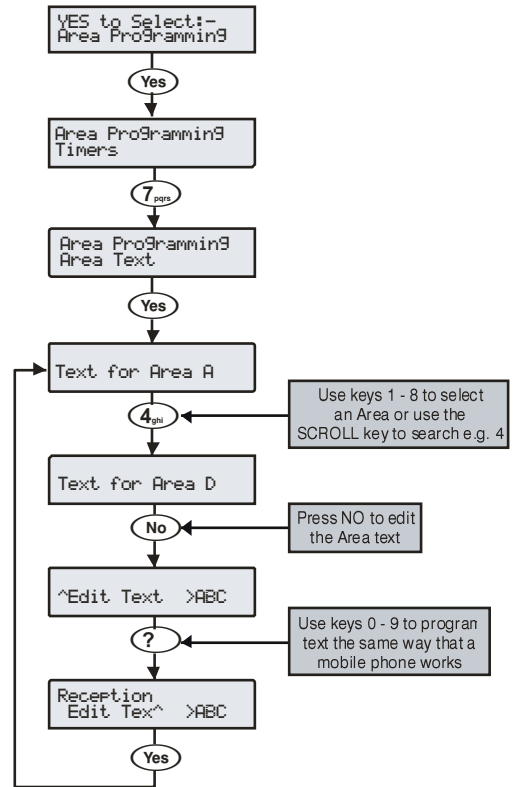 YES to Select:-
Area Programming
Yes
Area Programming
Timers
7pqrs
Area Programming
Area Text
Yes
Text for Area A
4ghi
Use keys 1 - 8 to select
an Area or use the
SCROLL key to search e.g. 4
Text for Area D
No
Press NO to edit
the Area text
^Edit Text >ABC
?
Use keys 0 - 9 to program
text the same way that a
mobile phone works
Reception
Edit Tex^ >ABC
Yes